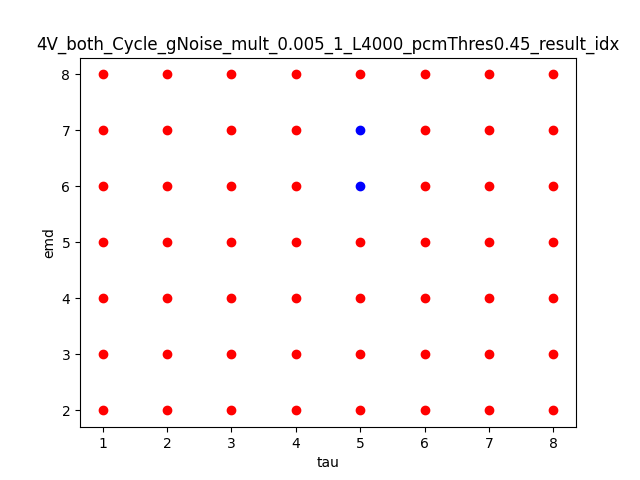 4V_both_Cycle_gNoise_mult_0.005_1_L4000_pcmThres0.45_result_idx
8
7
6
5
4
3
2
emd
1 2 3 4 5 6 7 8
tau